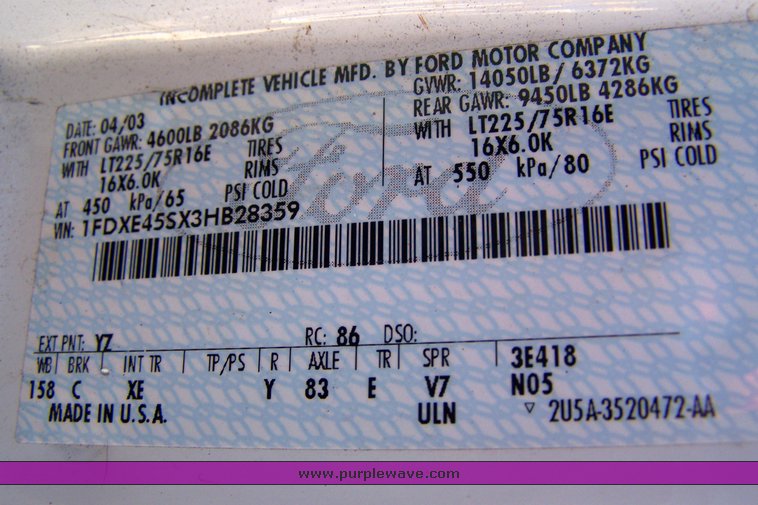 INCOMPLETE VEHICLE MFD. BY FORD MOTOR COMPANY
DATE: 04/03 GVWR: 14050LB/ 6372KG
FRONT GAWR: 4600LB 2086KG REAR GAWR: 9450LB 4286KG
WITH LT225/75R16E TIRES WITH LT225/75R16E TIRES
16X6.0K RIMS 16X6.0K RIMS
AT 450 kPa/65 PSI COLD AT 550 kPa/80 PSI COLD
VIN: 1FDXE45SX3HB28359
Ford
EXT PNT: YZ RC: 86 DSO:
WB BRK INT TR TP/PS R AXLE TR SPR 3E418
158 C XE Y 83 E V7 N05
MADE IN U.S.A. ULN ▽ 2U5A-3520472-AA
www.purplewave.com